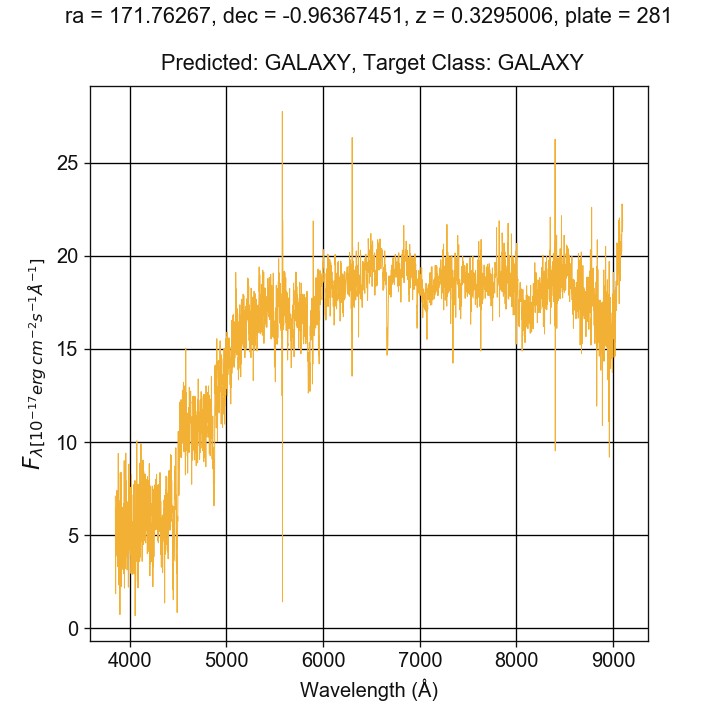 ra = 171.76267, dec = -0.96367451, z = 0.3295006, plate = 281
Predicted: GALAXY, Target Class: GALAXY
25
20
15
10
5
0
F_λ[10^{-17} erg cm^{-2} s^{-1} Å^{-1}]
4000 5000 6000 7000 8000 9000
Wavelength (Å)